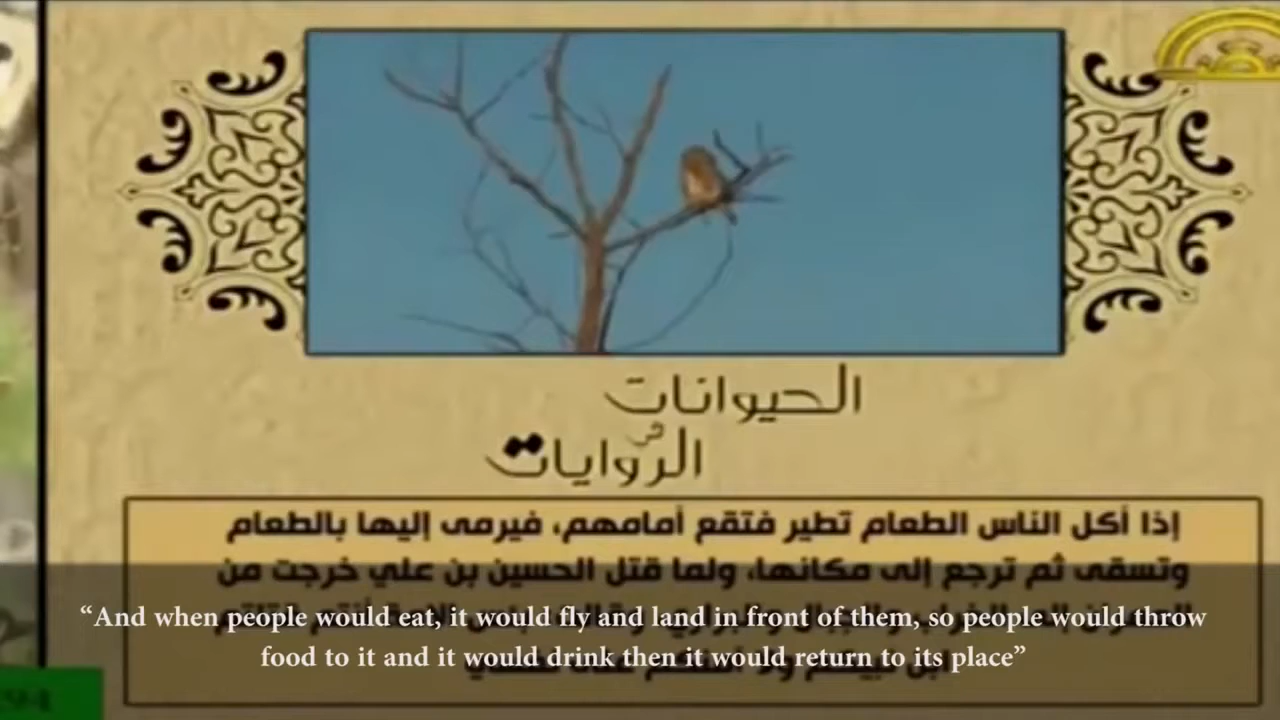 الحيوانات
في
الروايات
إذا أكل الناس الطعام تطير فتقع أمامهم، فيرمى إليها بالطعام
وتسقى ثم ترجع إلى مكانها، ولما قتل الحسين بن علي خرجت من
“And when people would eat, it would fly and land in front of them, so people would throw
food to it and it would drink then it would return to its place”